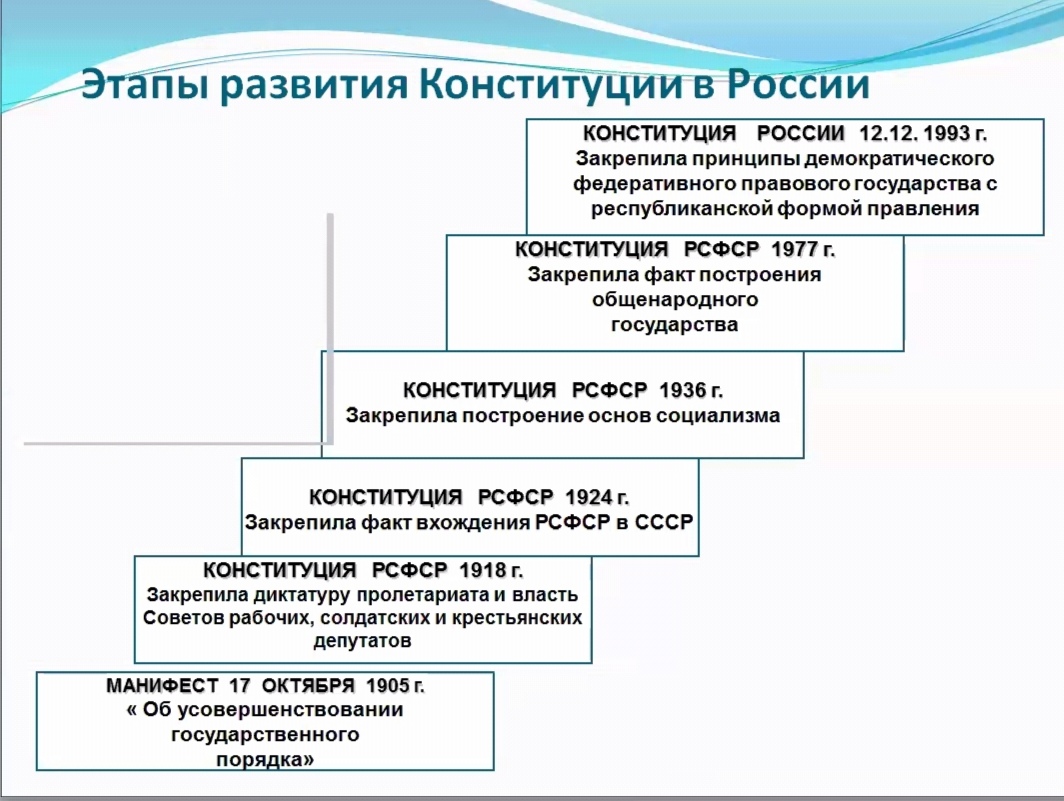 Этапы развития Конституции в России
КОНСТИТУЦИЯ РОССИИ 12.12. 1993 г.
Закрепила принципы демократического
федеративного правового государства с
республиканской формой правления
КОНСТИТУЦИЯ РСФСР 1977 г.
Закрепила факт построения
общенародного
государства
КОНСТИТУЦИЯ РСФСР 1936 г.
Закрепила построение основ социализма
КОНСТИТУЦИЯ РСФСР 1924 г.
Закрепила факт вхождения РСФСР в СССР
КОНСТИТУЦИЯ РСФСР 1918 г.
Закрепила диктатуру пролетариата и власть
Советов рабочих, солдатских и крестьянских
депутатов
МАНИФЕСТ 17 ОКТЯБРЯ 1905 г.
« Об усовершенствовании
государственного
порядка»